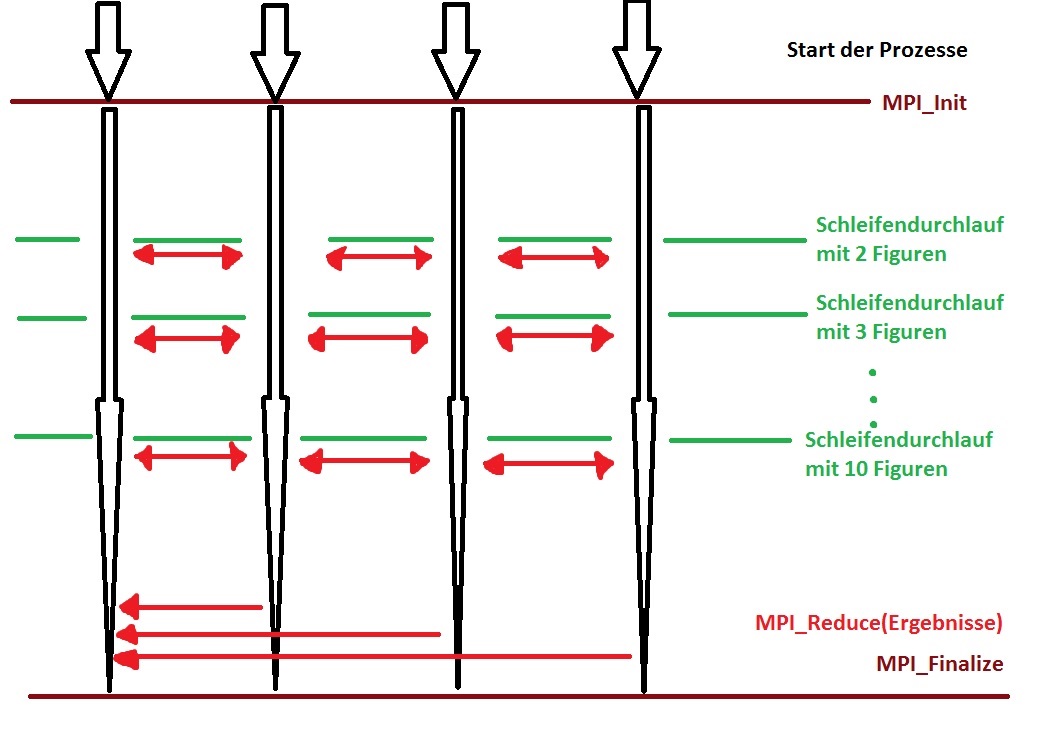 Start der Prozesse
MPI_Init
Schleifendurchlauf
mit 2 Figuren
Schleifendurchlauf
mit 3 Figuren
Schleifendurchlauf
mit 10 Figuren
MPI_Reduce(Ergebnisse)
MPI_Finalize